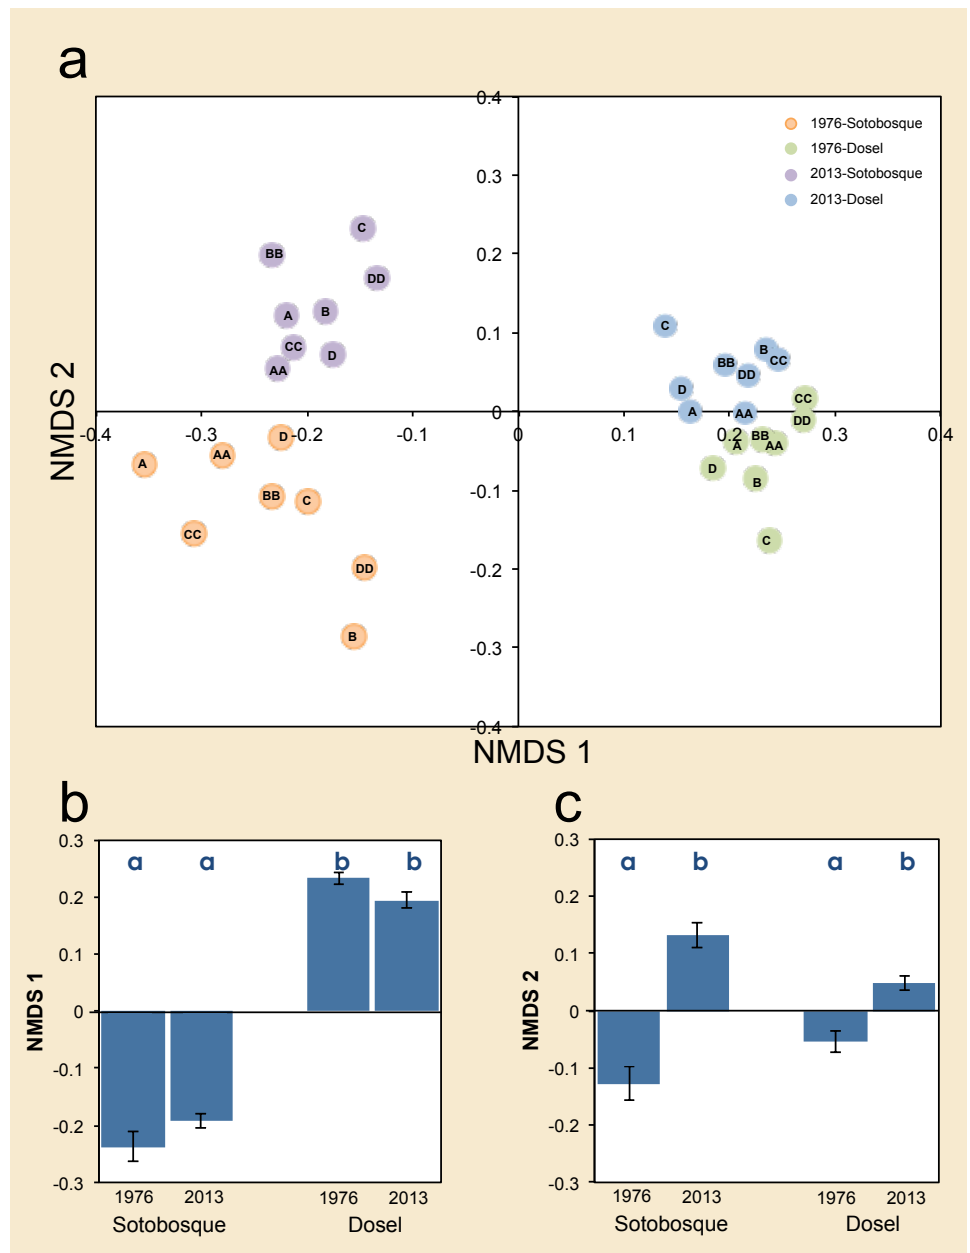 a
0.4
0.3
0.2
0.1
0
-0.1
-0.2
-0.3
-0.4
-0.4 -0.3 -0.2 -0.1 0 0.1 0.2 0.3 0.4
NMDS 2
NMDS 1
1976-Sotobosque
1976-Dosel
2013-Sotobosque
2013-Dosel
C
BB
DD
A
B
CC
D
AA
D
A
AA
BB
C
CC
DD
B
C
B
BB
CC
DD
D
A
AA
CC
DD
BB
A
AA
D
B
C
b
0.3
0.2
0.1
0
-0.1
-0.2
-0.3
NMDS 1
a a b b
1976 2013 1976 2013
Sotobosque Dosel
c
0.3
0.2
0.1
0
-0.1
-0.2
-0.3
NMDS 2
a b a b
1976 2013 1976 2013
Sotobosque Dosel